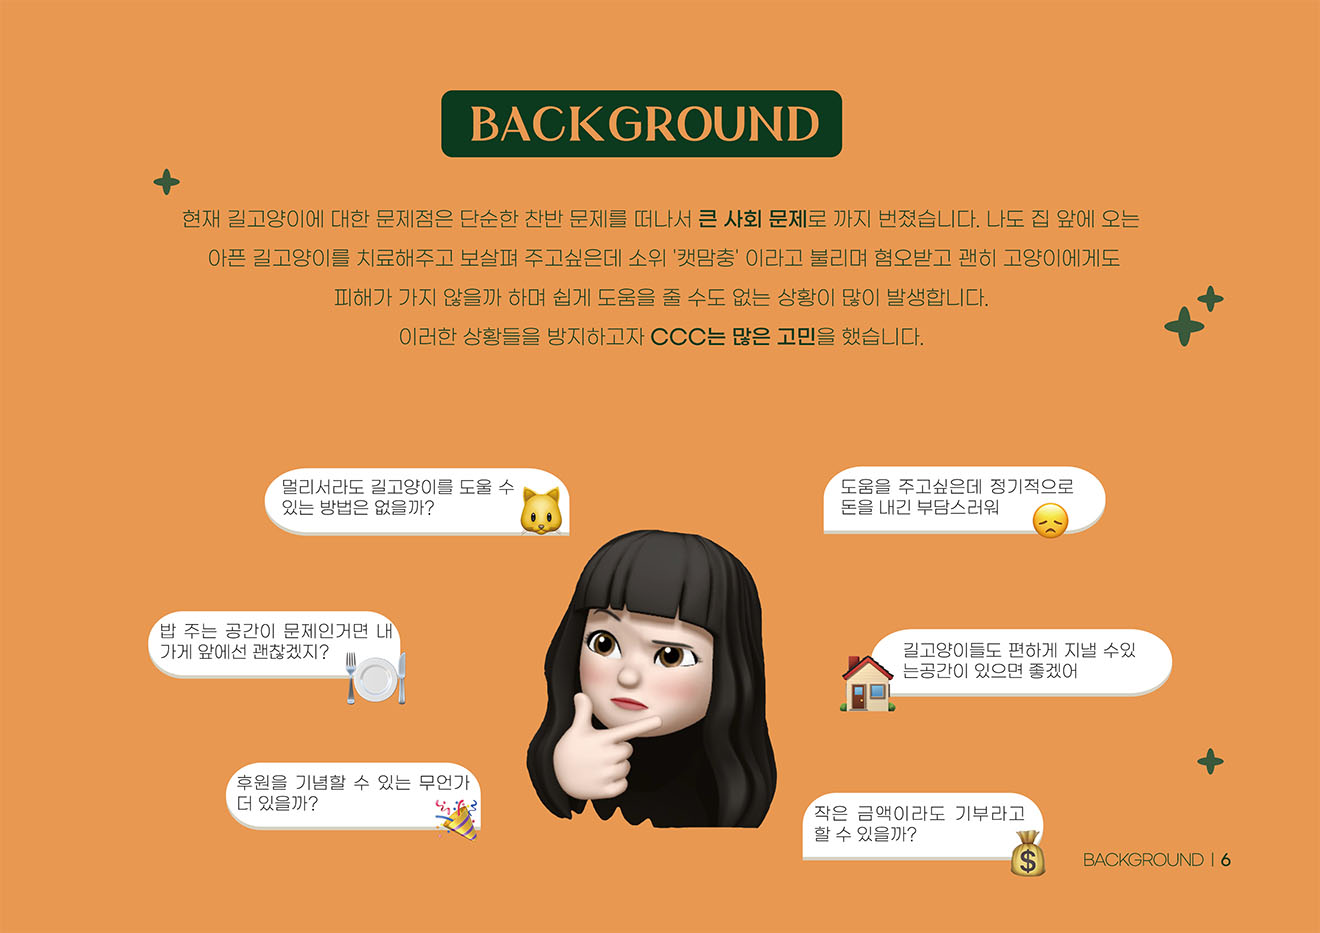 BACKGROUND
현재 길고양이에 대한 문제점은 단순한 찬반 문제를 떠나서 큰 사회 문제로 까지 번졌습니다. 나도 집 앞에 오는
아픈 길고양이를 치료해주고 보살펴 주고싶은데 소위 '캣맘충' 이라고 불리며 혐오받고 괜히 고양이에게도
피해가 가지 않을까 하며 쉽게 도움을 줄 수도 없는 상황이 많이 발생합니다.
이러한 상황들을 방지하고자 CCC는 많은 고민을 했습니다.
멀리서라도 길고양이를 도울 수
있는 방법은 없을까?
도움을 주고싶은데 정기적으로
돈을 내긴 부담스러워
밥 주는 공간이 문제인거면 내
가게 앞에선 괜찮겠지?
길고양이들도 편하게 지낼 수있
는공간이 있으면 좋겠어
후원을 기념할 수 있는 무언가
더 있을까?
작은 금액이라도 기부라고
할 수 있을까?
$
BACKGROUND | 6